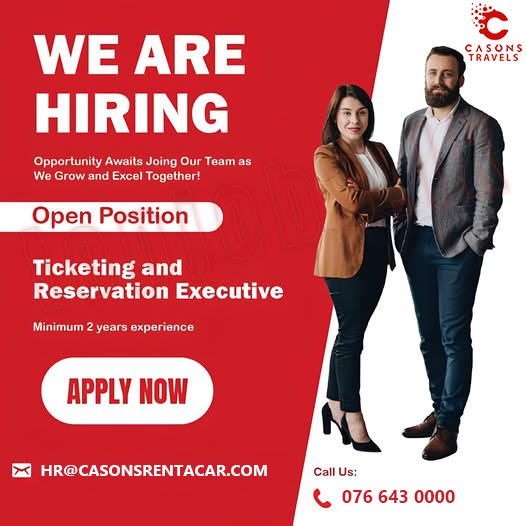 CASONS
TRAVELS
WE ARE
HIRING
Opportunity Awaits Joing Our Team as
We Grow and Excel Together!
Open Position
Ticketing and
Reservation Executive
Minimum 2 years experience
APPLY NOW
HR@CASONSRENTACAR.COM
Call Us:
076 643 0000